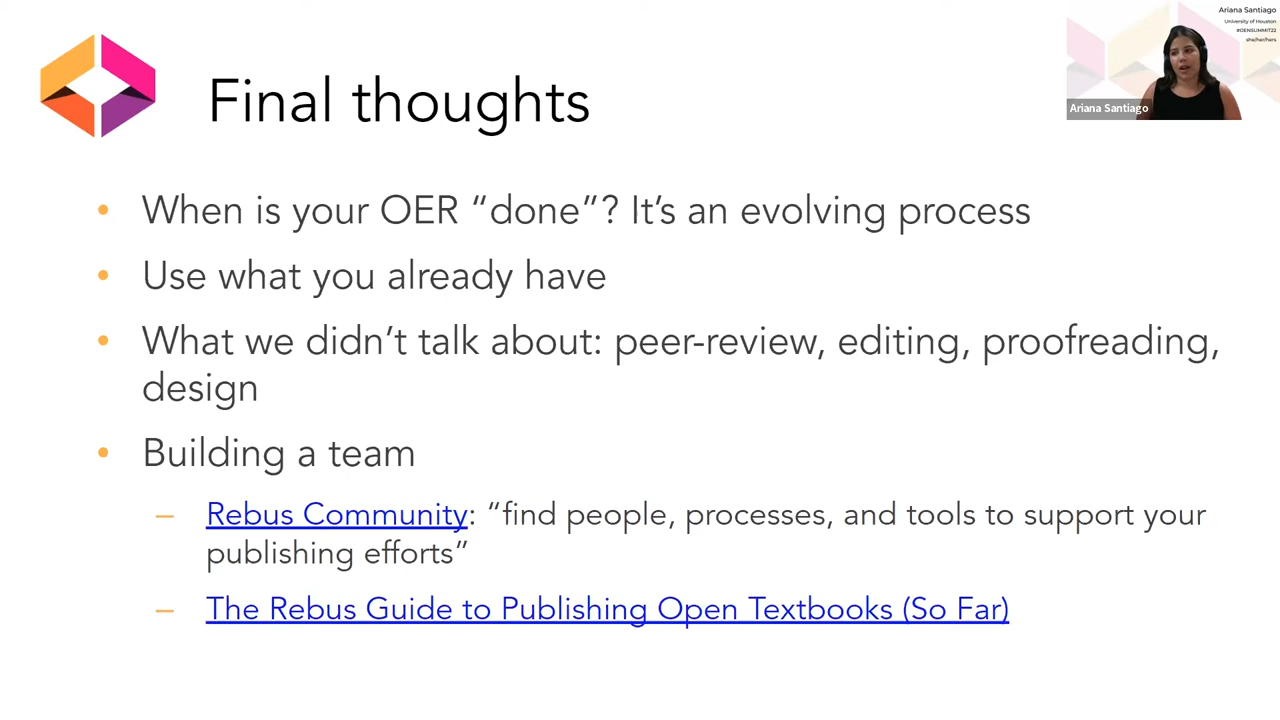 Final thoughts
Ariana Santiago
University of Houston
#OENSUMMIT22
she/her/hers
Ariana Santiago
• When is your OER “done”? It’s an evolving process
• Use what you already have
• What we didn’t talk about: peer-review, editing, proofreading,
design
• Building a team
– Rebus Community: “find people, processes, and tools to support your
publishing efforts”
– The Rebus Guide to Publishing Open Textbooks (So Far)